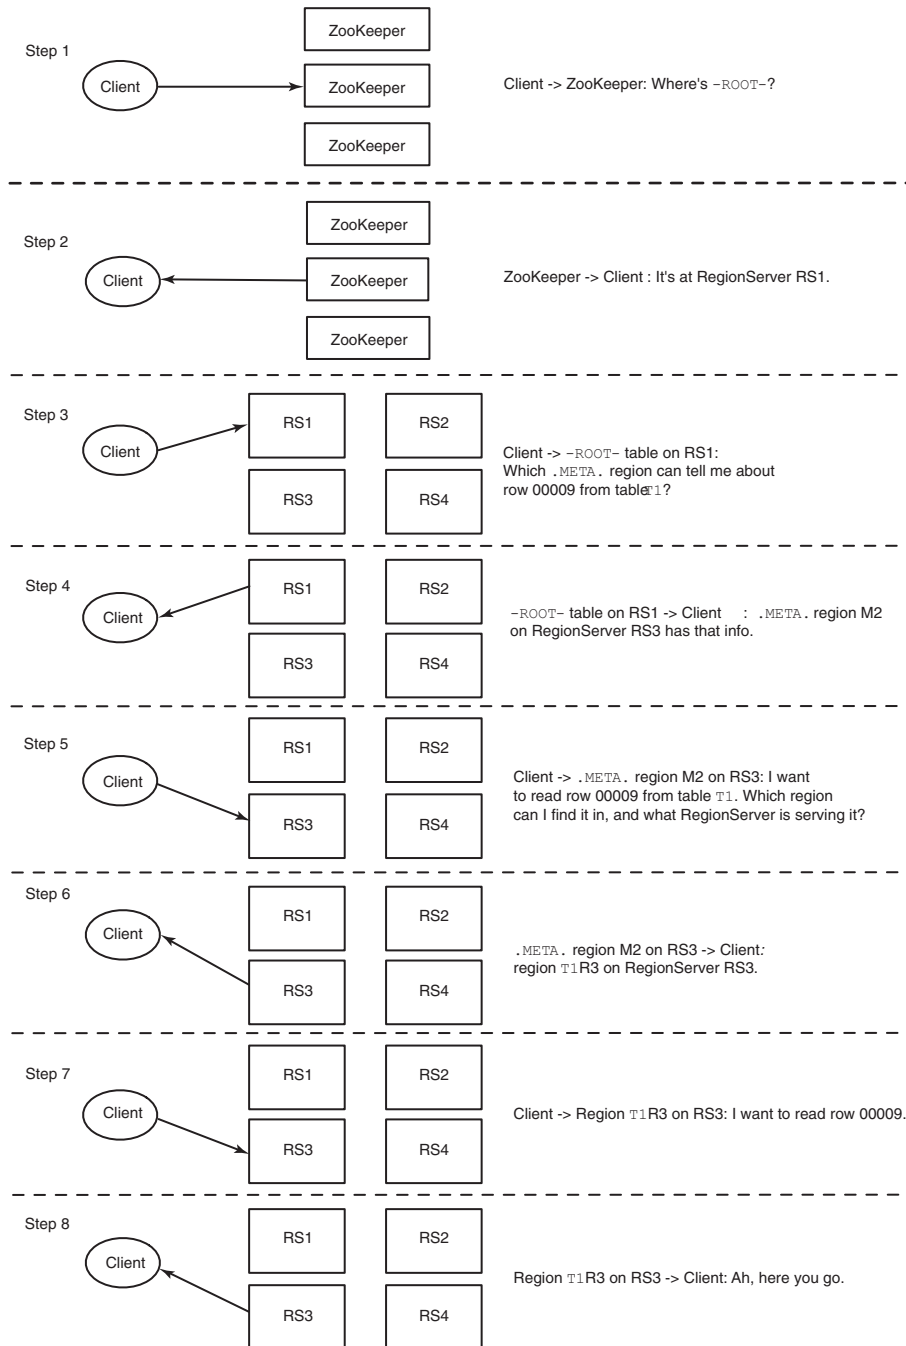 ZooKeeper
Step 1
Client
ZooKeeper
Client -> ZooKeeper: Where's -ROOT-?
ZooKeeper
ZooKeeper
Step 2
Client
ZooKeeper
ZooKeeper -> Client : It's at RegionServer RS1.
ZooKeeper
Step 3
RS1
RS2
Client
Client -> -ROOT- table on RS1:
Which .META. region can tell me about
row 00009 from table T1?
RS3
RS4
Step 4
RS1
RS2
Client
-ROOT- table on RS1 -> Client : .META. region M2
on RegionServer RS3 has that info.
RS3
RS4
Step 5
RS1
RS2
Client
Client -> .META. region M2 on RS3: I want
to read row 00009 from table T1. Which region
can I find it in, and what RegionServer is serving it?
RS3
RS4
Step 6
RS1
RS2
Client
.META. region M2 on RS3 -> Client:
region T1R3 on RegionServer RS3.
RS3
RS4
Step 7
RS1
RS2
Client
Client -> Region T1R3 on RS3: I want to read row 00009.
RS3
RS4
Step 8
RS1
RS2
Client
Region T1R3 on RS3 -> Client: Ah, here you go.
RS3
RS4